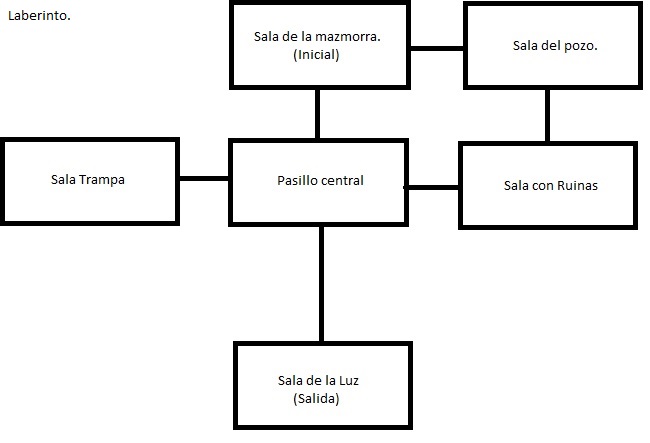 Laberinto.
Sala de la mazmorra.
(Inicial)
Sala del pozo.
Sala Trampa
Pasillo central
Sala con Ruinas
Sala de la Luz
(Salida)